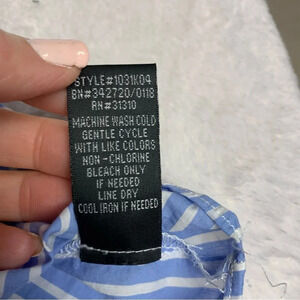 STYLE#1031K04
BN#342720/0118
RN#31310
MACHINE WASH COLD
GENTLE CYCLE
WITH LIKE COLORS
NON-CHLORINE
BLEACH ONLY
IF NEEDED
LINE DRY
COOL IRON IF NEEDED